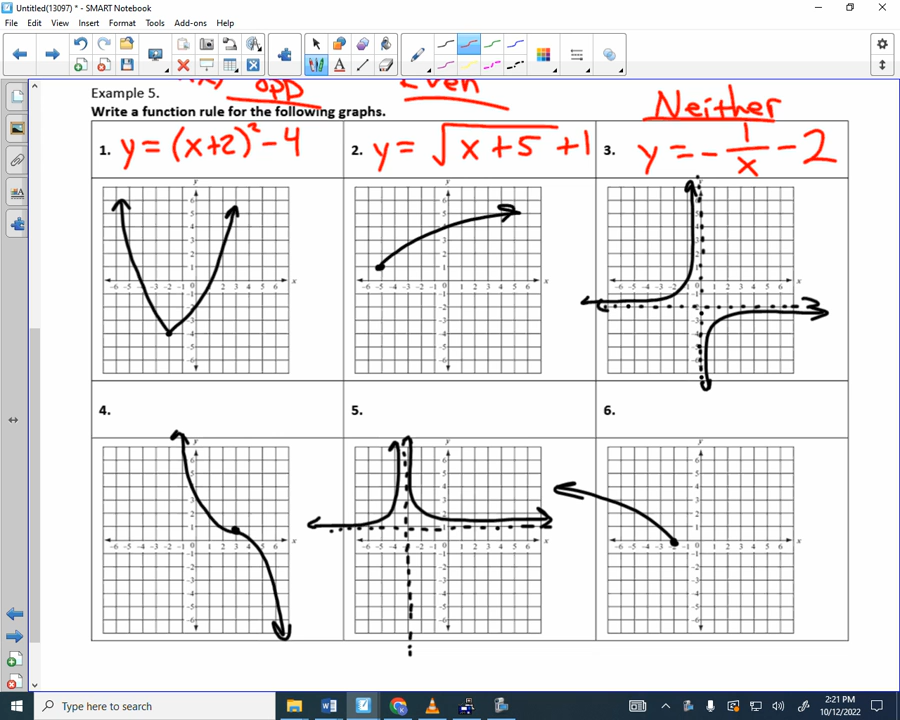 Untitled(13097) * - SMART Notebook
File Edit View Insert Format Tools Add-ons Help
Odd Even
Example 5.
Write a function rule for the following graphs.
Neither
1. y = (x+2)² - 4
2. y = √x+5 + 1
3. y = - 1/x - 2
y y y
x x x
4. 5. 6.
y y y
x x x
Type here to search
2:21 PM
10/12/2022